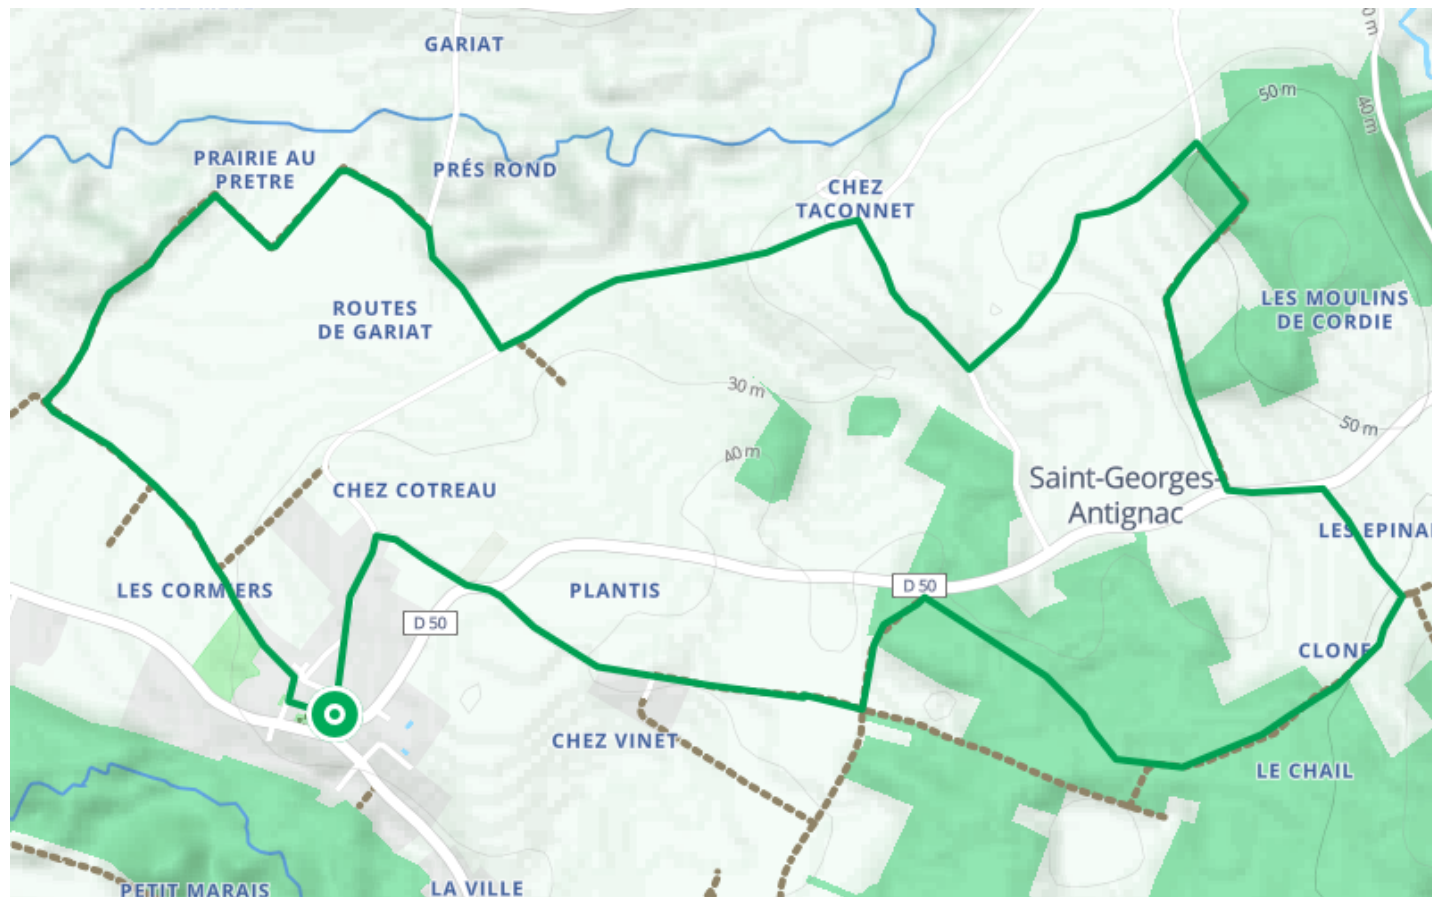 GARIAT
PRAIRIE AU
PRETRE
PRÉS ROND
CHEZ
TACONNET
50 m
40 m
0 m
ROUTES
DE GARIAT
LES MOULINS
DE CORDIE
30 m
40 m
50 m
CHEZ COTREAU
Saint-Georges-
Antignac
LES EPINA
LES CORMIERS
PLANTIS
D 50
D 50
CLONE
CHEZ VINET
LE CHAIL
PETIT MARAIS
LA VILLE